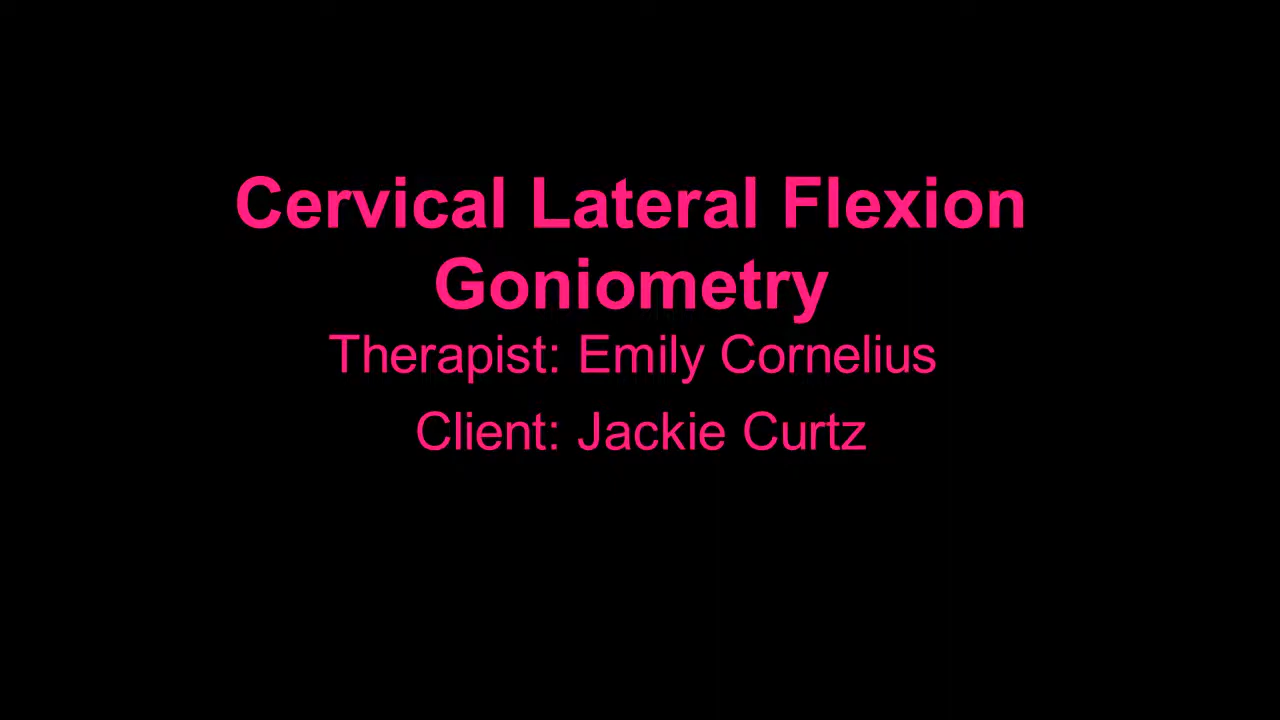 Cervical Lateral Flexion
Goniometry
Therapist: Emily Cornelius
Client: Jackie Curtz